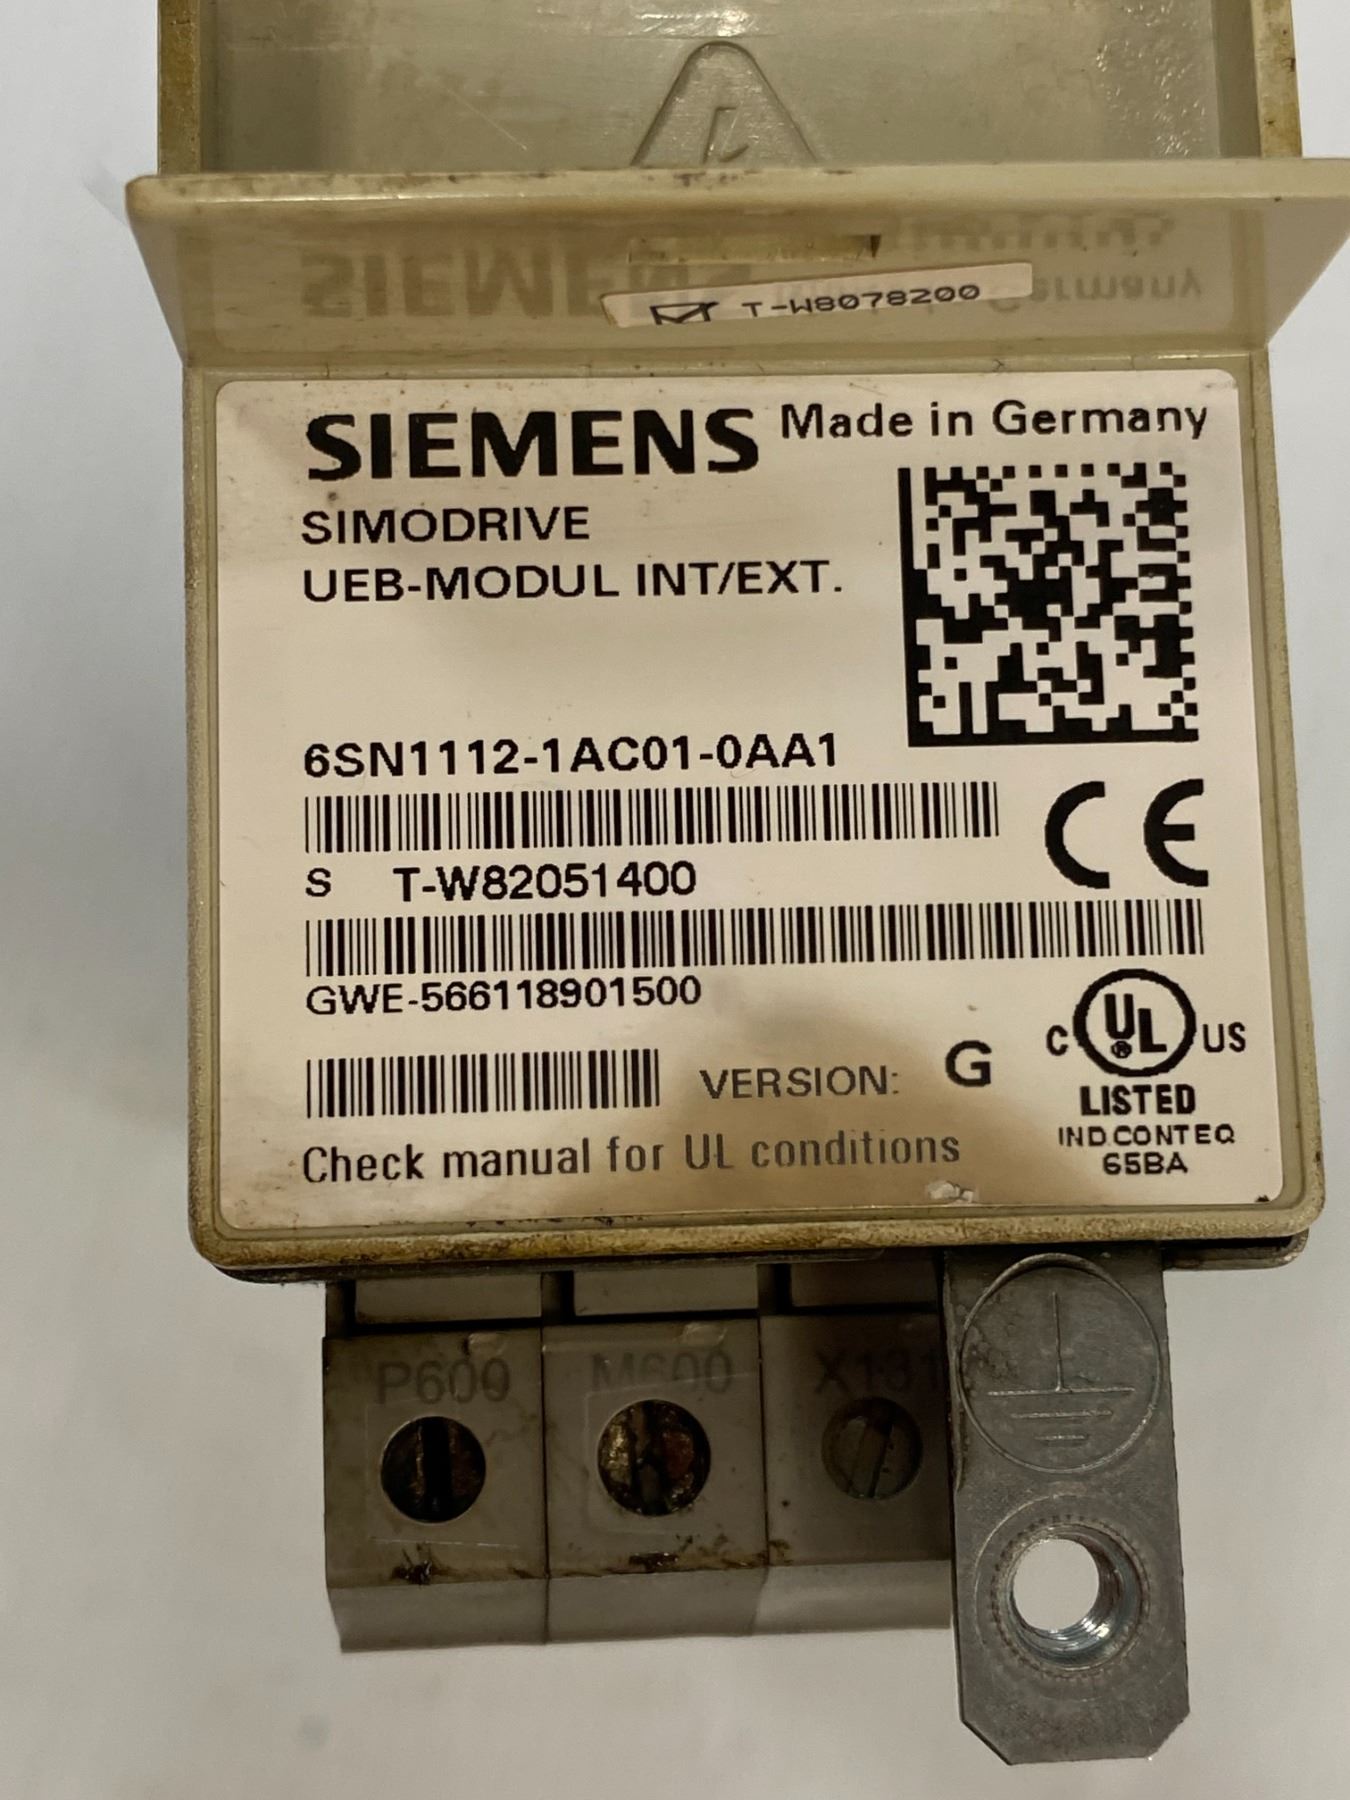 T-W8078200
SIEMENS Made in Germany
SIMODRIVE
UEB-MODUL INT/EXT.
6SN1112-1AC01-0AA1
S T-W82051400
GWE-566118901500
VERSION: G
C UL ® US
LISTED
IND.CONT.EQ
65BA
Check manual for UL conditions
P600 M600 X181